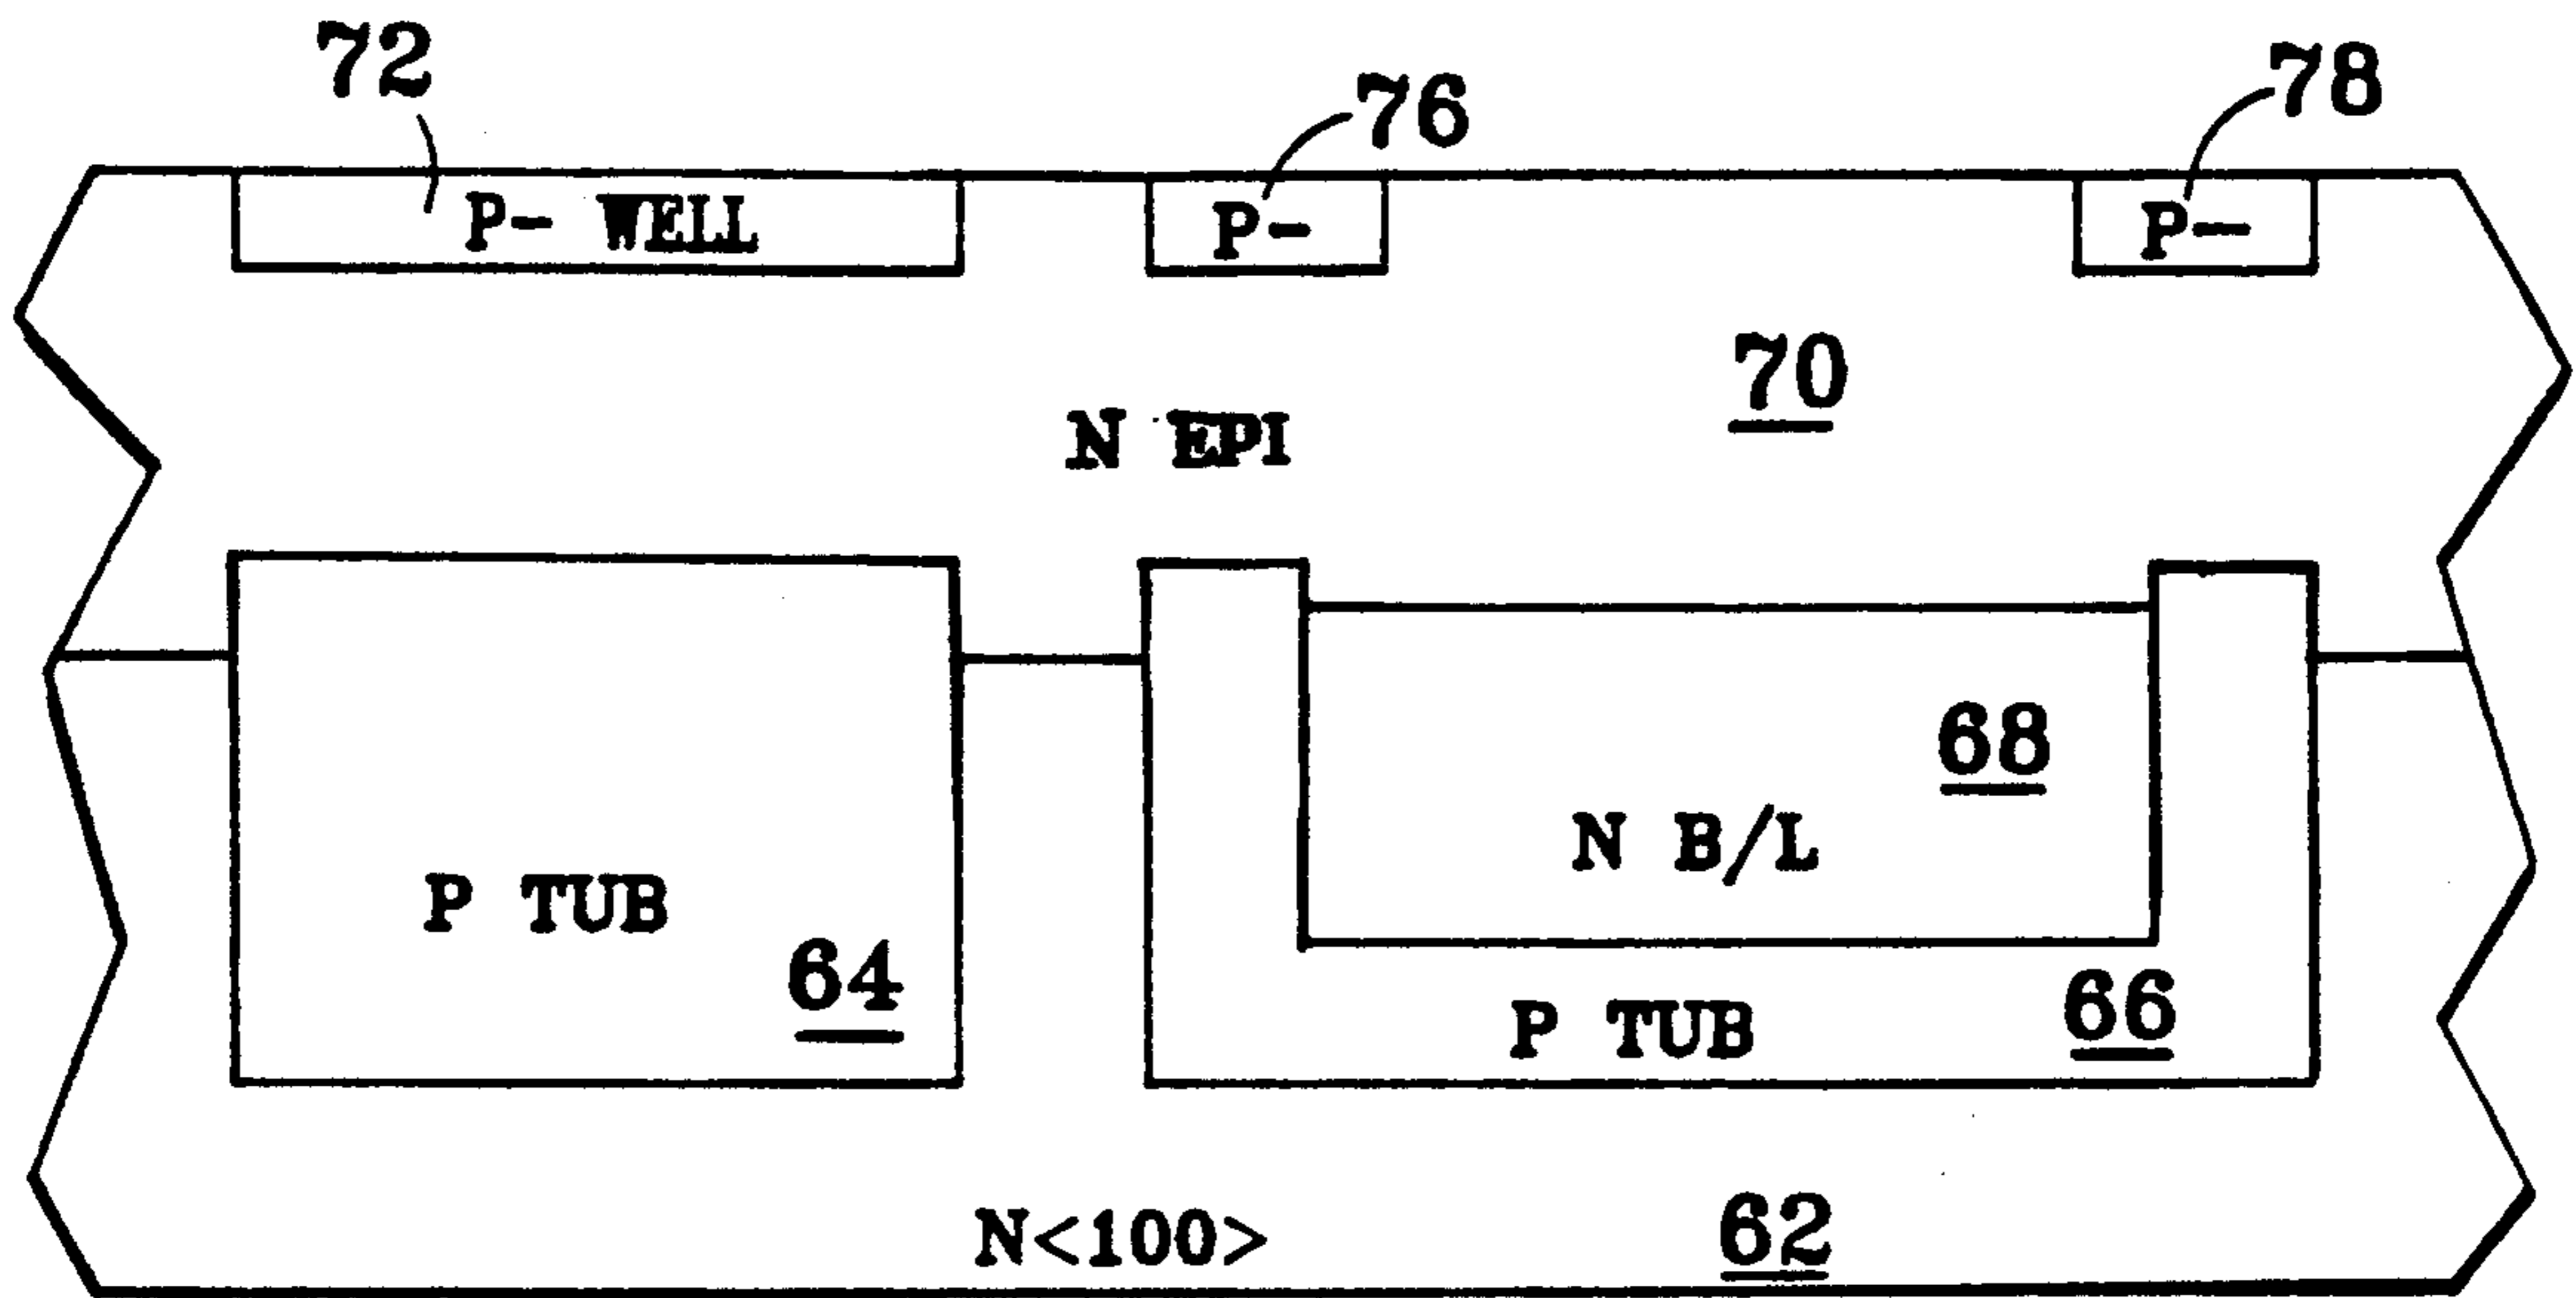 72
76
78
P- WELL
P-
P-
70
N EPI
68
N B/L
P TUB
64
66
P TUB
N<100>
62